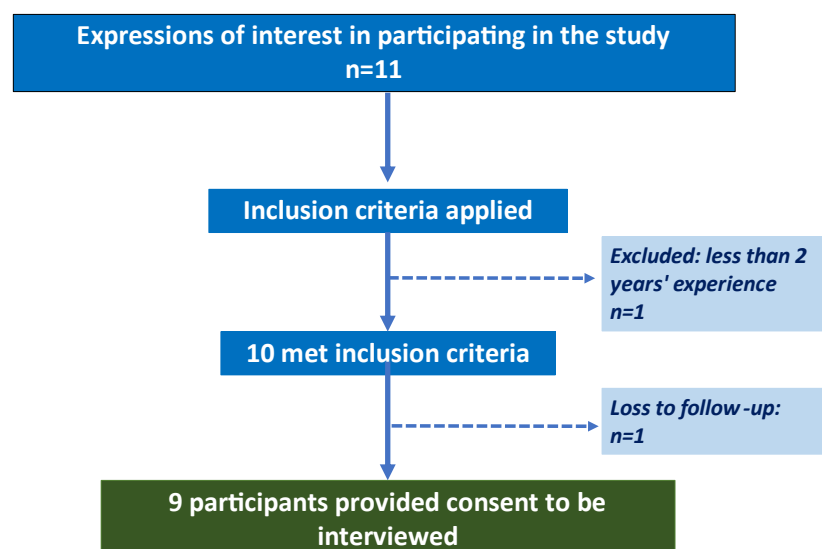 Expressions of interest in participating in the study
n=11
Inclusion criteria applied
Excluded: less than 2
years' experience
n=1
10 met inclusion criteria
Loss to follow-up:
n=1
9 participants provided consent to be
interviewed